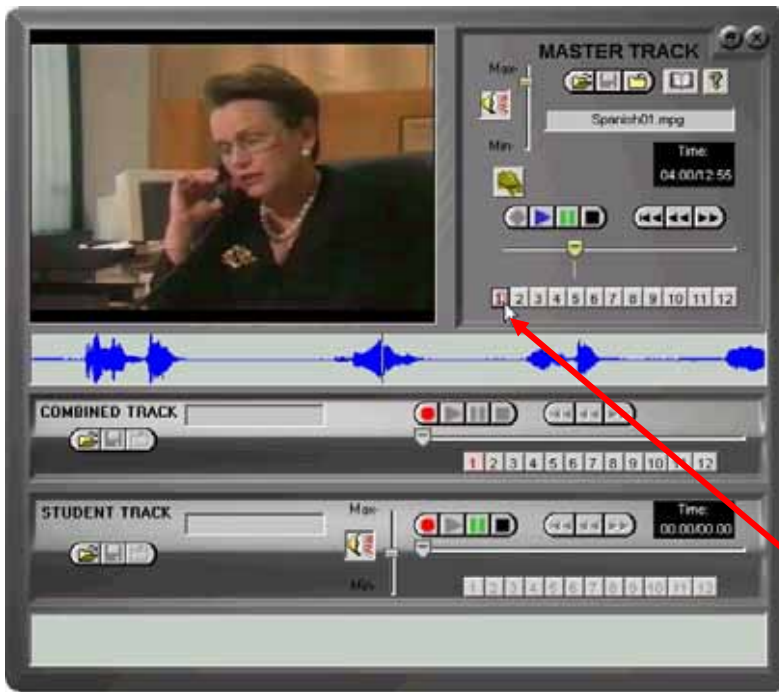 MASTER TRACK
Max
Spanish01.mpg
Min
Time:
04:00/12:55
1 2 3 4 5 6 7 8 9 10 11 12
COMBINED TRACK
1 2 3 4 5 6 7 8 9 10 11 12
STUDENT TRACK
Max
Time:
00:00/00:00
Min
1 2 3 4 5 6 7 8 9 10 11 12